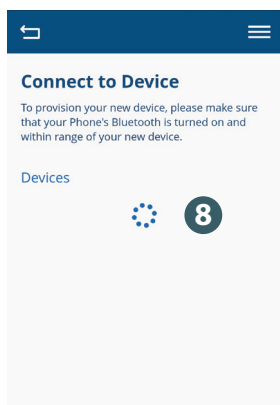 Connect to Device
To provision your new device, please make sure
that your Phone's Bluetooth is turned on and
within range of your new device.
Devices
8